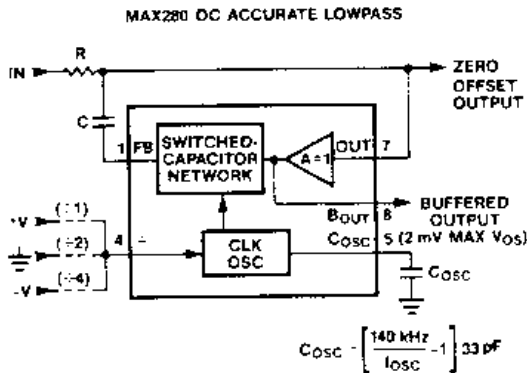 MAX280 DC ACCURATE LOWPASS
R
IN
ZERO
OFFSET
OUTPUT
C
1 FB
SWITCHED-
CAPACITOR
NETWORK
A=1
OUT 7
+V (÷1)
(÷2)
-V (÷4)
4 ÷
CLK
OSC
BOUT 8
BUFFERED
OUTPUT
(2 mV MAX VOS)
COSC 5
COSC
COSC = [140 kHz / fOSC -1] 33 pF